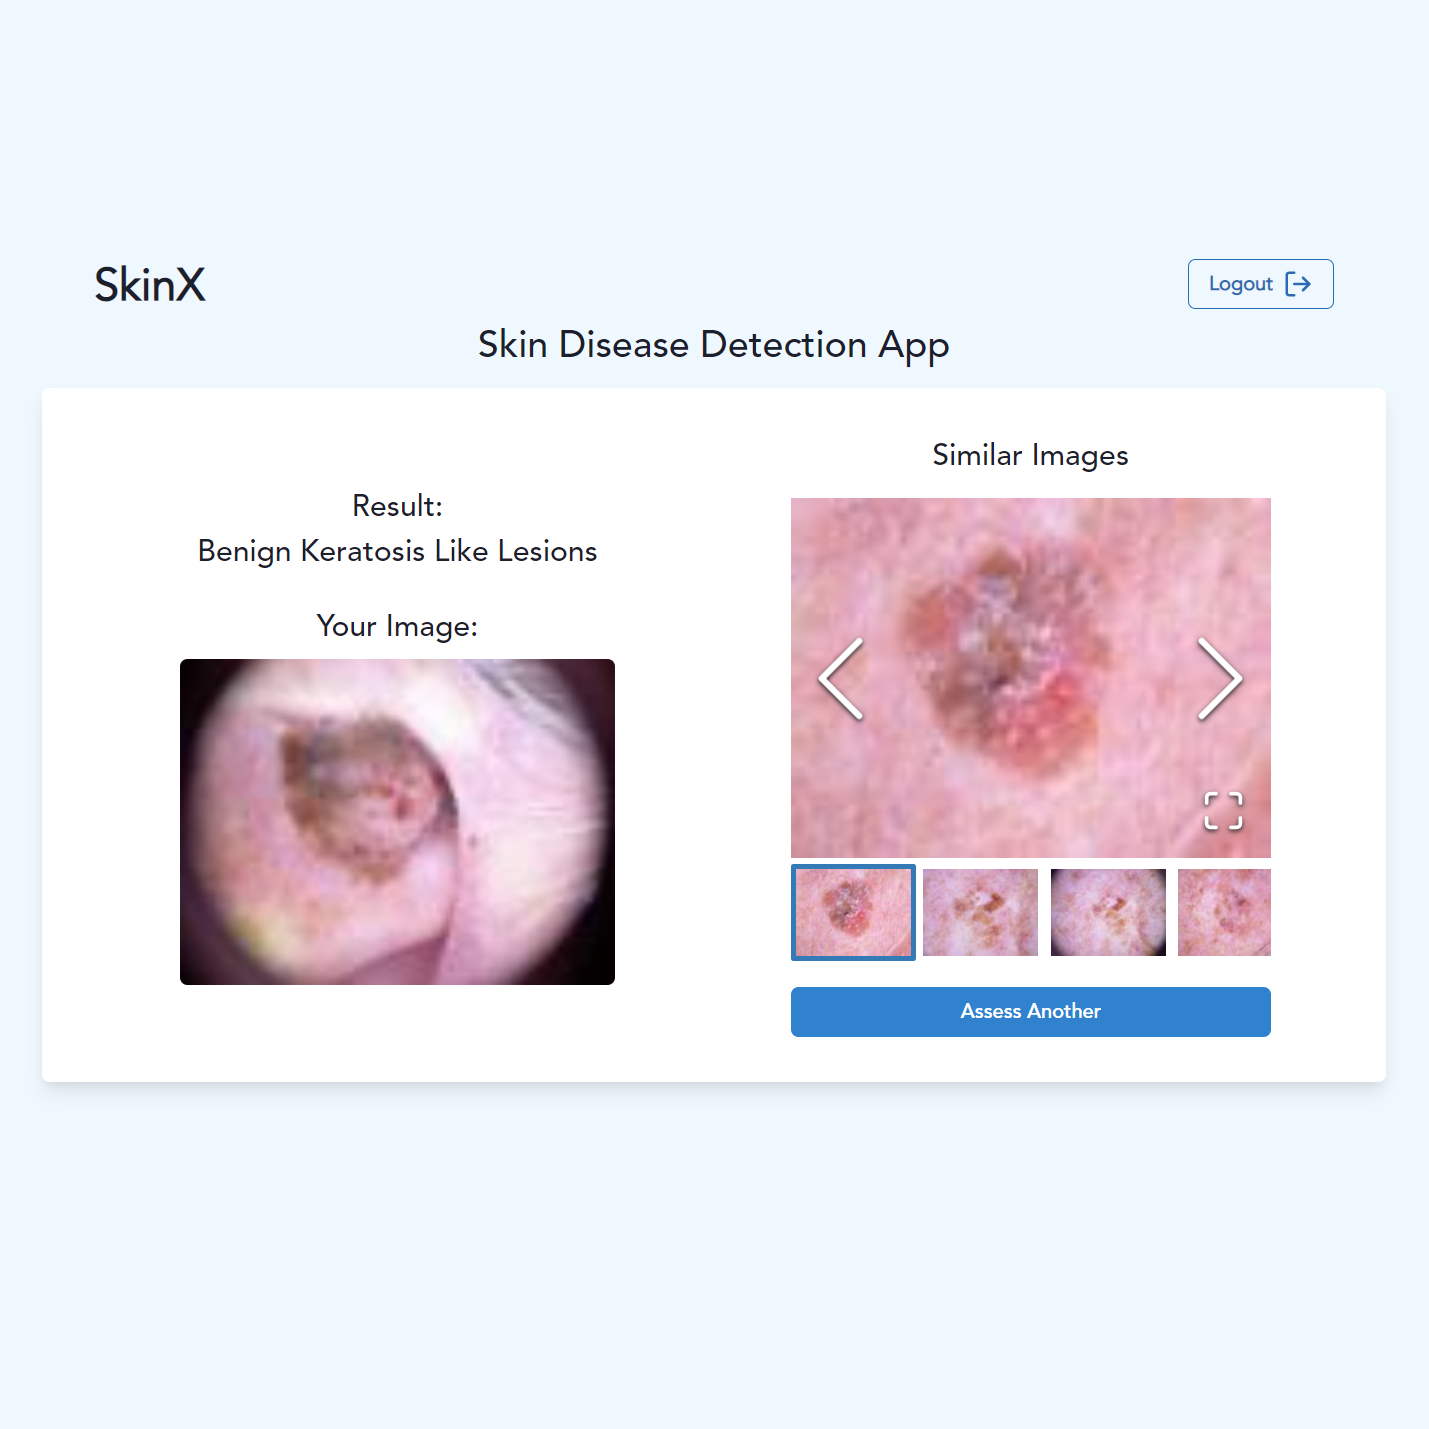 SkinX
Logout
Skin Disease Detection App
Result:
Benign Keratosis Like Lesions
Your Image:
Similar Images
Assess Another